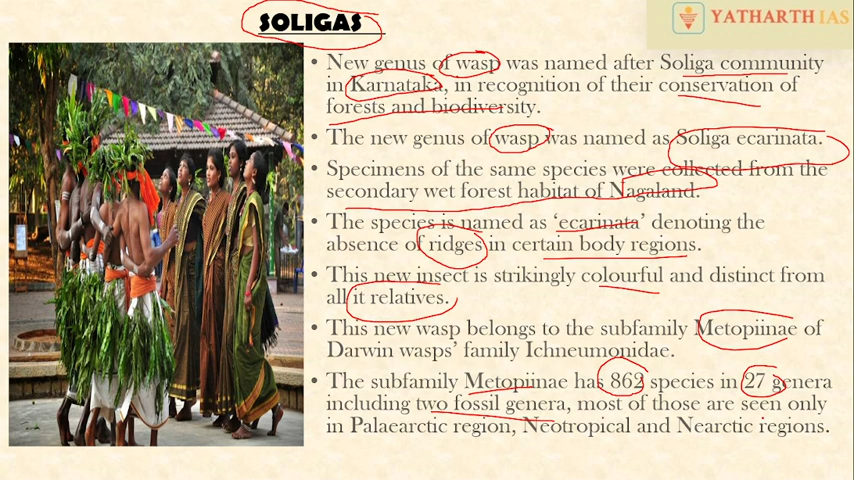 SOLIGAS
YATHARTH IAS
• New genus of wasp was named after Soliga community
in Karnataka, in recognition of their conservation of
forests and biodiversity.
• The new genus of wasp was named as Soliga ecarinata.
• Specimens of the same species were collected from the
secondary wet forest habitat of Nagaland.
• The species is named as ‘ecarinata’ denoting the
absence of ridges in certain body regions.
• This new insect is strikingly colourful and distinct from
all it relatives.
• This new wasp belongs to the subfamily Metopiinae of
Darwin wasps’ family Ichneumonidae.
• The subfamily Metopiinae has 862 species in 27 genera
including two fossil genera, most of those are seen only
in Palaearctic region, Neotropical and Nearctic regions.